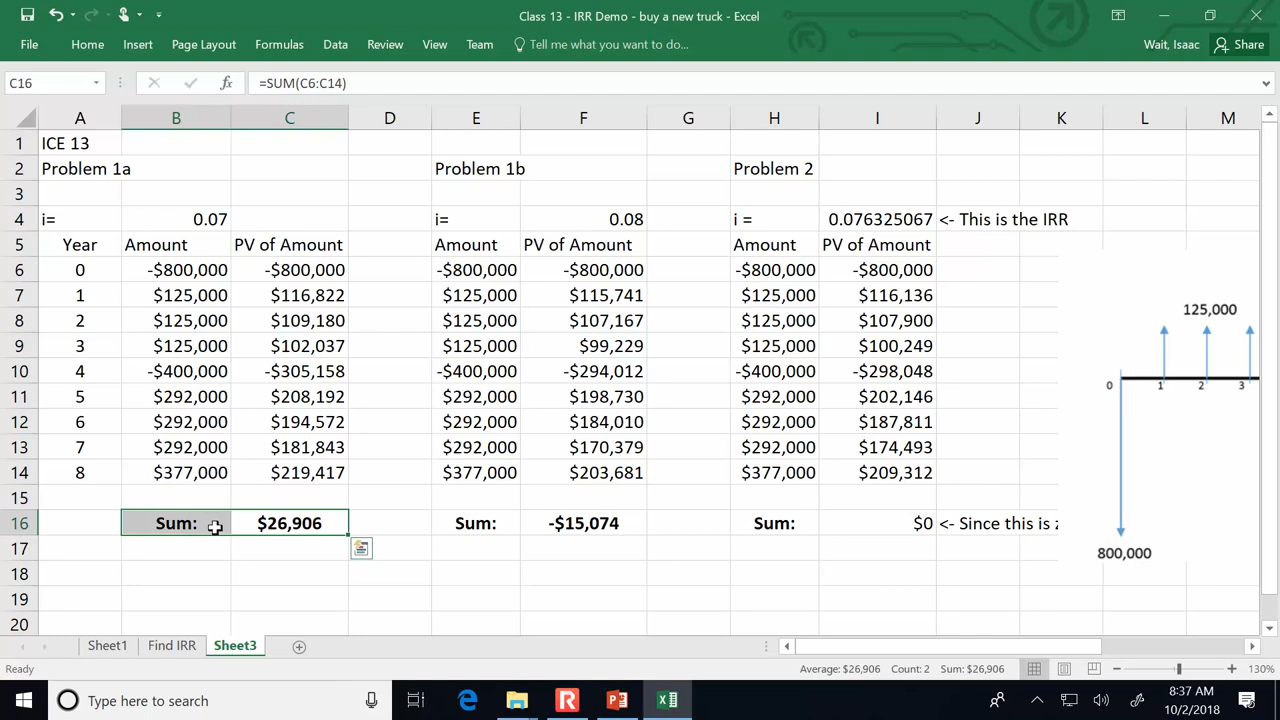 Class 13 - IRR Demo - buy a new truck - Excel
File Home Insert Page Layout Formulas Data Review View Team Tell me what you want to do... Wait, Isaac Share
C16 fx =SUM(C6:C14)
A B C D E F G H I J K L M
1 ICE 13
2 Problem 1a Problem 1b Problem 2
3
4 i= 0.07 i= 0.08 i = 0.076325067 <- This is the IRR
5 Year Amount PV of Amount Amount PV of Amount Amount PV of Amount
6 0 -$800,000 -$800,000 -$800,000 -$800,000 -$800,000 -$800,000
7 1 $125,000 $116,822 $125,000 $115,741 $125,000 $116,136
8 2 $125,000 $109,180 $125,000 $107,167 $125,000 $107,900
9 3 $125,000 $102,037 $125,000 $99,229 $125,000 $100,249
10 4 -$400,000 -$305,158 -$400,000 -$294,012 -$400,000 -$298,048
11 5 $292,000 $208,192 $292,000 $198,730 $292,000 $202,146
12 6 $292,000 $194,572 $292,000 $184,010 $292,000 $187,811
13 7 $292,000 $181,843 $292,000 $170,379 $292,000 $174,493
14 8 $377,000 $219,417 $377,000 $203,681 $377,000 $209,312
15
16 Sum: $26,906 Sum: -$15,074 Sum: $0 <- Since this is z
17
18
19
20
125,000
0 1 2 3
800,000
Sheet1 Find IRR Sheet3
Ready Average: $26,906 Count: 2 Sum: $26,906 130%
Type here to search 8:37 AM
10/2/2018